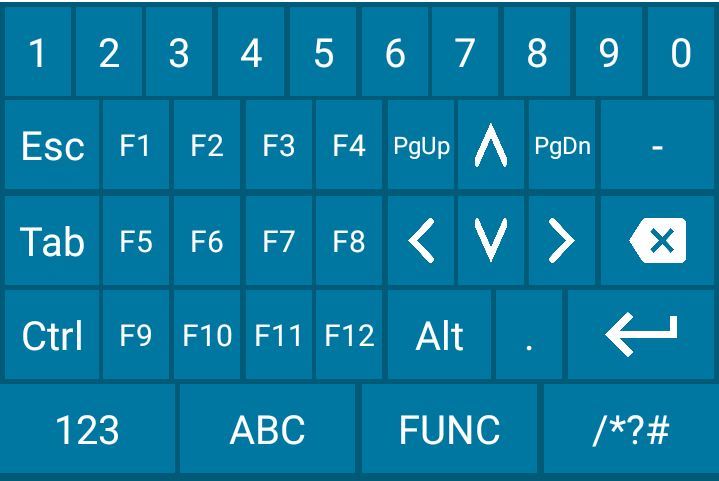 1 2 3 4 5 6 7 8 9 0
Esc F1 F2 F3 F4 PgUp PgDn -
Tab F5 F6 F7 F8
Ctrl F9 F10 F11 F12 Alt .
123 ABC FUNC /*?#